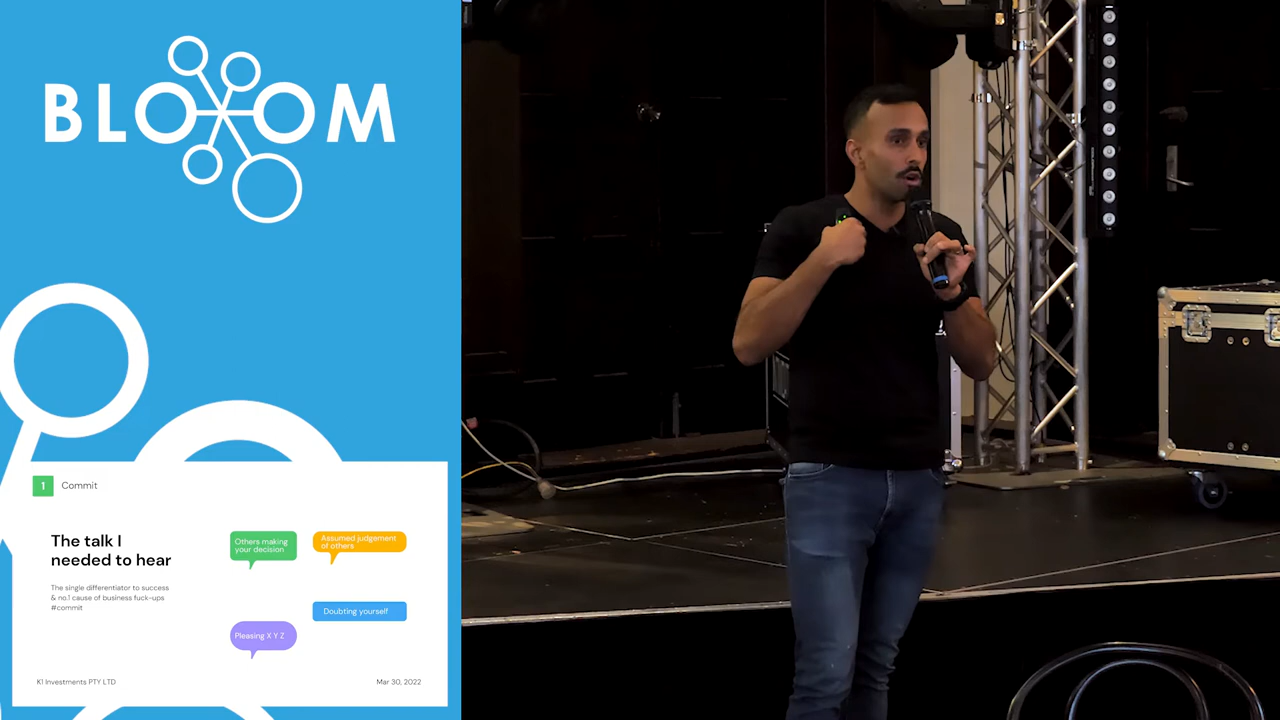 BLOOM
1 Commit
The talk I
needed to hear
The single differentiator to success
& no.1 cause of business fuck-ups
#commit
Others making
your decision
Assumed judgement
of others
Doubting yourself
Pleasing X Y Z
K1 Investments PTY LTD
Mar 30, 2022